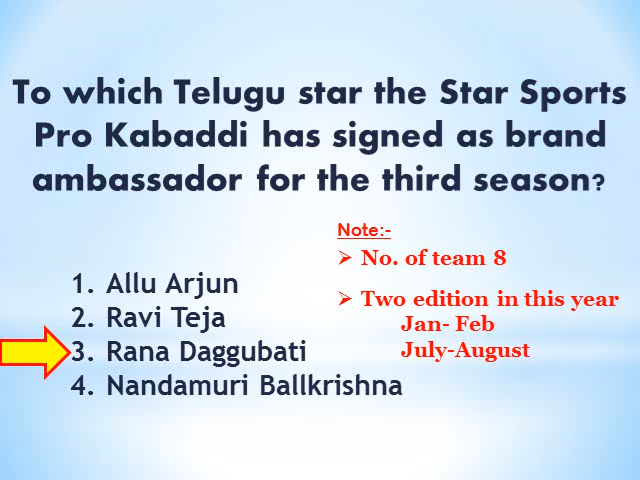 To which Telugu star the Star Sports
Pro Kabaddi has signed as brand
ambassador for the third season?
Note:-
➢ No. of team 8
➢ Two edition in this year
Jan- Feb
July-August
1. Allu Arjun
2. Ravi Teja
3. Rana Daggubati
4. Nandamuri Ballkrishna